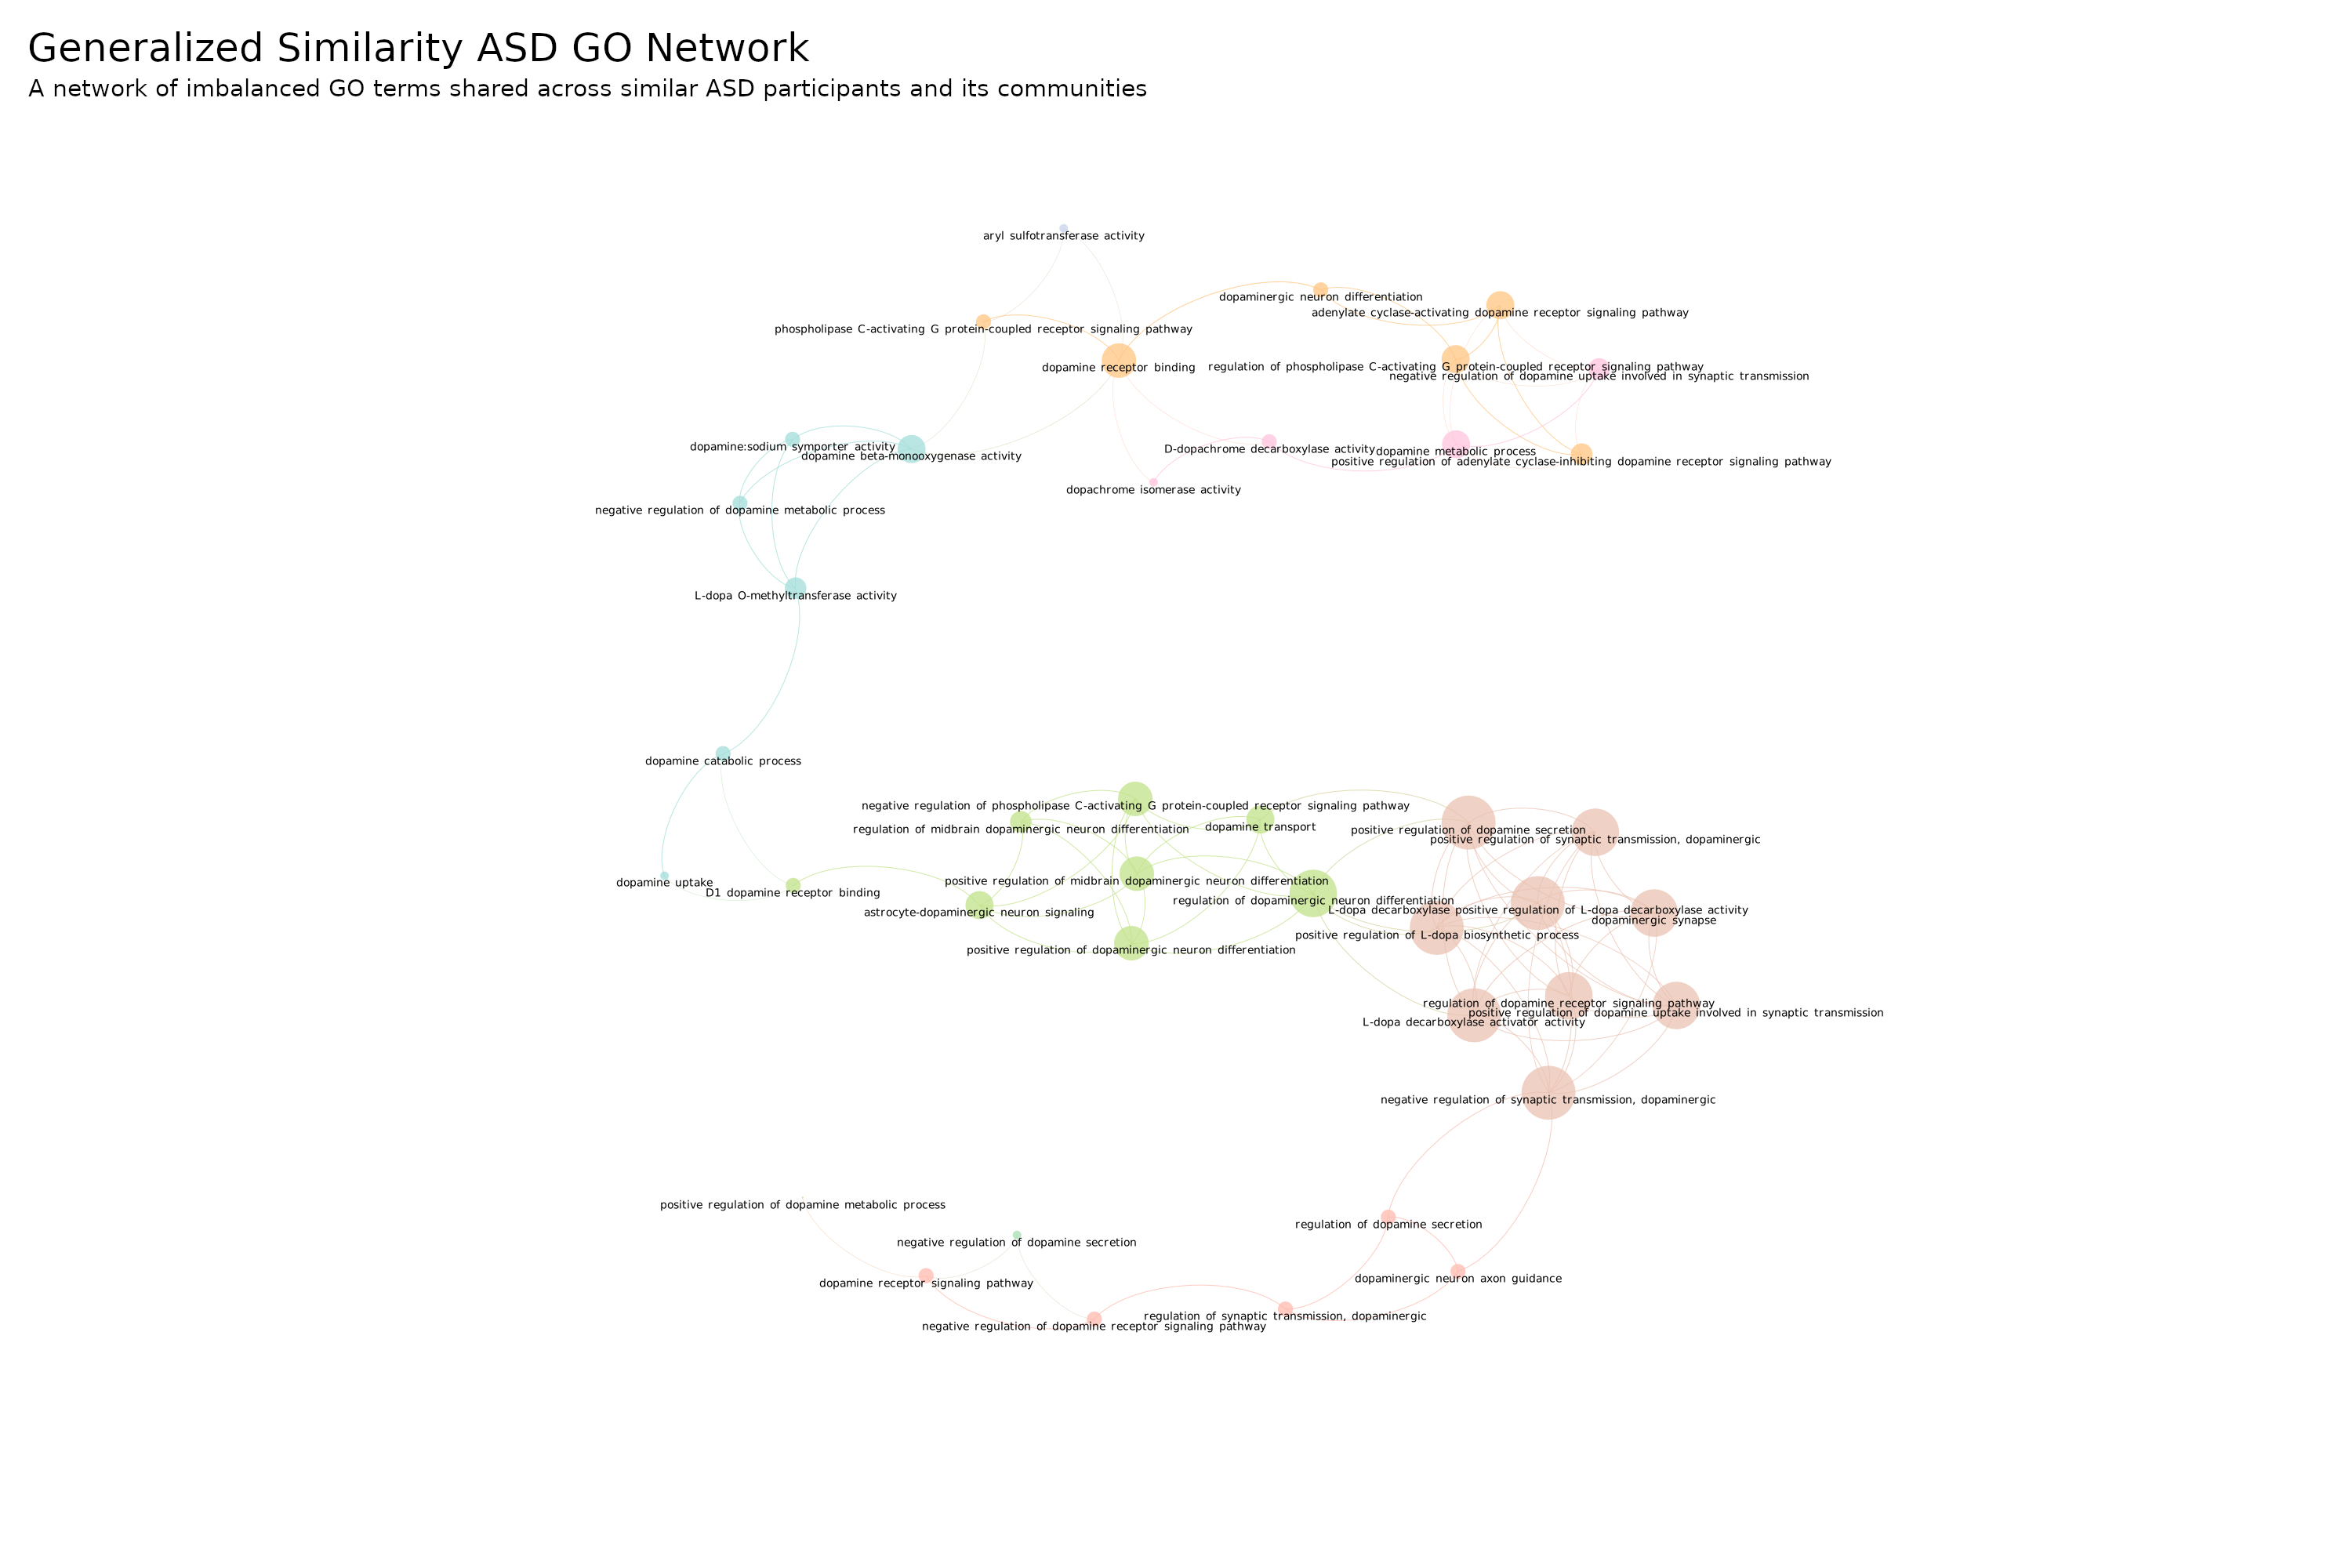 Generalized Similarity ASD GO Network
A network of imbalanced GO terms shared across similar ASD participants and its communities
aryl sulfotransferase activity
dopaminergic neuron differentiation
adenylate cyclase-activating dopamine receptor signaling pathway
phospholipase C-activating G protein-coupled receptor signaling pathway
dopamine receptor binding
regulation of phospholipase C-activating G protein-coupled receptor signaling pathway
negative regulation of dopamine uptake involved in synaptic transmission
dopamine:sodium symporter activity
dopamine beta-monooxygenase activity
D-dopachrome decarboxylase activity
dopamine metabolic process
positive regulation of adenylate cyclase-inhibiting dopamine receptor signaling pathway
dopachrome isomerase activity
negative regulation of dopamine metabolic process
L-dopa O-methyltransferase activity
dopamine catabolic process
negative regulation of phospholipase C-activating G protein-coupled receptor signaling pathway
regulation of midbrain dopaminergic neuron differentiation
dopamine transport
positive regulation of dopamine secretion
positive regulation of synaptic transmission, dopaminergic
dopamine uptake
D1 dopamine receptor binding
positive regulation of midbrain dopaminergic neuron differentiation
regulation of dopaminergic neuron differentiation
astrocyte-dopaminergic neuron signaling
L-dopa decarboxylase
positive regulation of L-dopa decarboxylase activity
dopaminergic synapse
positive regulation of L-dopa biosynthetic process
positive regulation of dopaminergic neuron differentiation
regulation of dopamine receptor signaling pathway
positive regulation of dopamine uptake involved in synaptic transmission
L-dopa decarboxylase activator activity
negative regulation of synaptic transmission, dopaminergic
positive regulation of dopamine metabolic process
regulation of dopamine secretion
negative regulation of dopamine secretion
dopamine receptor signaling pathway
dopaminergic neuron axon guidance
regulation of synaptic transmission, dopaminergic
negative regulation of dopamine receptor signaling pathway